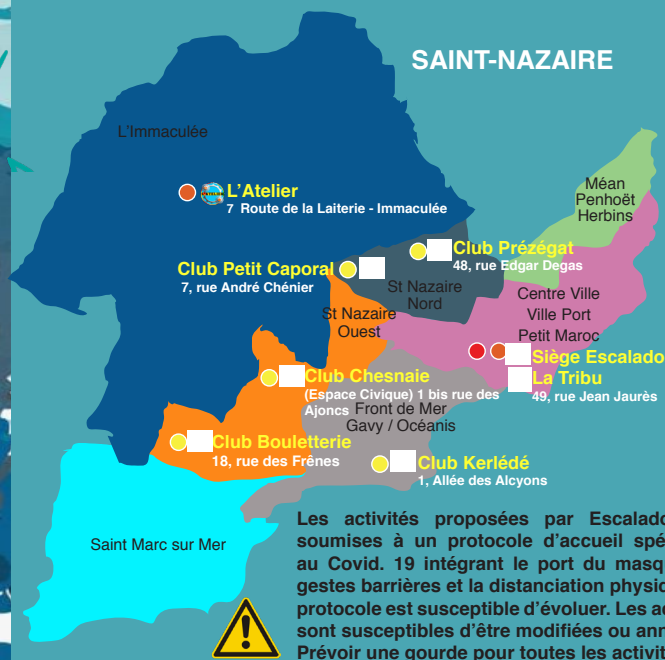 SAINT-NAZAIRE
L'Immaculée
Méan
Penhoët
Herbins
L'Atelier
7 Route de la Laiterie - Immaculée
Club Prézégat
48, rue Edgar Degas
Club Petit Caporal
7, rue André Chénier
St Nazaire
Nord
Centre Ville
Ville Port
Petit Maroc
St Nazaire
Ouest
Siège Escalado
La Tribu
49, rue Jean Jaurès
Club Chesnaie
(Espace Civique) 1 bis rue des
Ajoncs
Front de Mer
Gavy / Océanis
Club Bouletterie
18, rue des Frênes
Club Kerlédé
1, Allée des Alcyons
Saint Marc sur Mer
Les activités proposées par Escalado
soumises à un protocole d'accueil spé
au Covid. 19 intégrant le port du masq
gestes barrières et la distanciation physic
protocole est susceptible d'évoluer. Les ac
sont susceptibles d'être modifiées ou ann
Prévoir une gourde pour toutes les activit